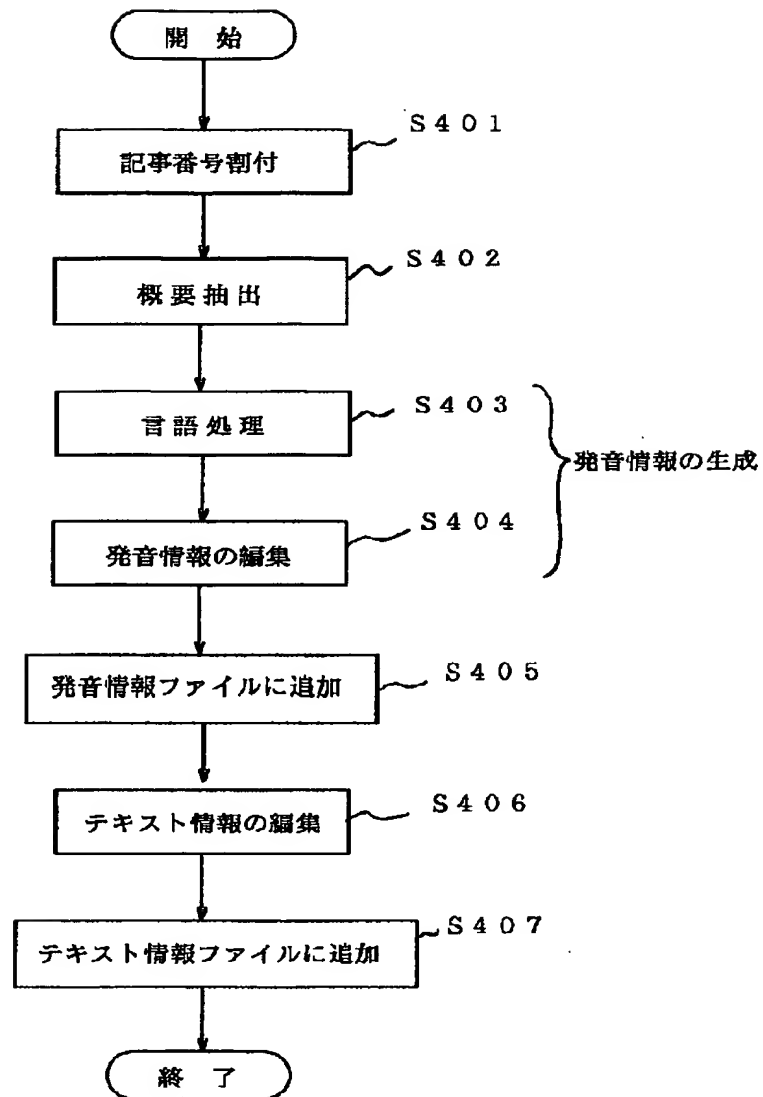 開　始
S401
記事番号割付
S402
概要抽出
S403
言語処理
発音情報の生成
S404
発音情報の編集
S405
発音情報ファイルに追加
S406
テキスト情報の編集
S407
テキスト情報ファイルに追加
終　了